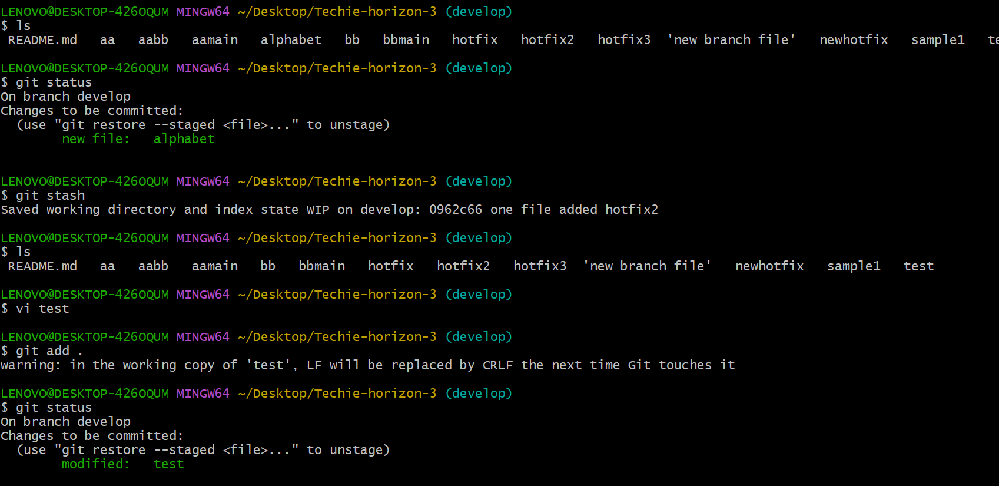 LENOVO@DESKTOP-426OQUM MINGW64 ~/Desktop/Techie-horizon-3 (develop)
$ ls
 README.md   aa   aabb   aamain   alphabet   bb   bbmain   hotfix   hotfix2   hotfix3  'new branch file'   newhotfix   sample1

LENOVO@DESKTOP-426OQUM MINGW64 ~/Desktop/Techie-horizon-3 (develop)
$ git status
On branch develop
Changes to be committed:
  (use "git restore --staged <file>..." to unstage)
        new file:   alphabet

LENOVO@DESKTOP-426OQUM MINGW64 ~/Desktop/Techie-horizon-3 (develop)
$ git stash
Saved working directory and index state WIP on develop: 0962c66 one file added hotfix2

LENOVO@DESKTOP-426OQUM MINGW64 ~/Desktop/Techie-horizon-3 (develop)
$ ls
 README.md   aa   aabb   aamain   bb   bbmain   hotfix   hotfix2   hotfix3  'new branch file'   newhotfix   sample1   test

LENOVO@DESKTOP-426OQUM MINGW64 ~/Desktop/Techie-horizon-3 (develop)
$ vi test

LENOVO@DESKTOP-426OQUM MINGW64 ~/Desktop/Techie-horizon-3 (develop)
$ git add .
warning: in the working copy of 'test', LF will be replaced by CRLF the next time Git touches it

LENOVO@DESKTOP-426OQUM MINGW64 ~/Desktop/Techie-horizon-3 (develop)
$ git status
On branch develop
Changes to be committed:
  (use "git restore --staged <file>..." to unstage)
        modified:   test